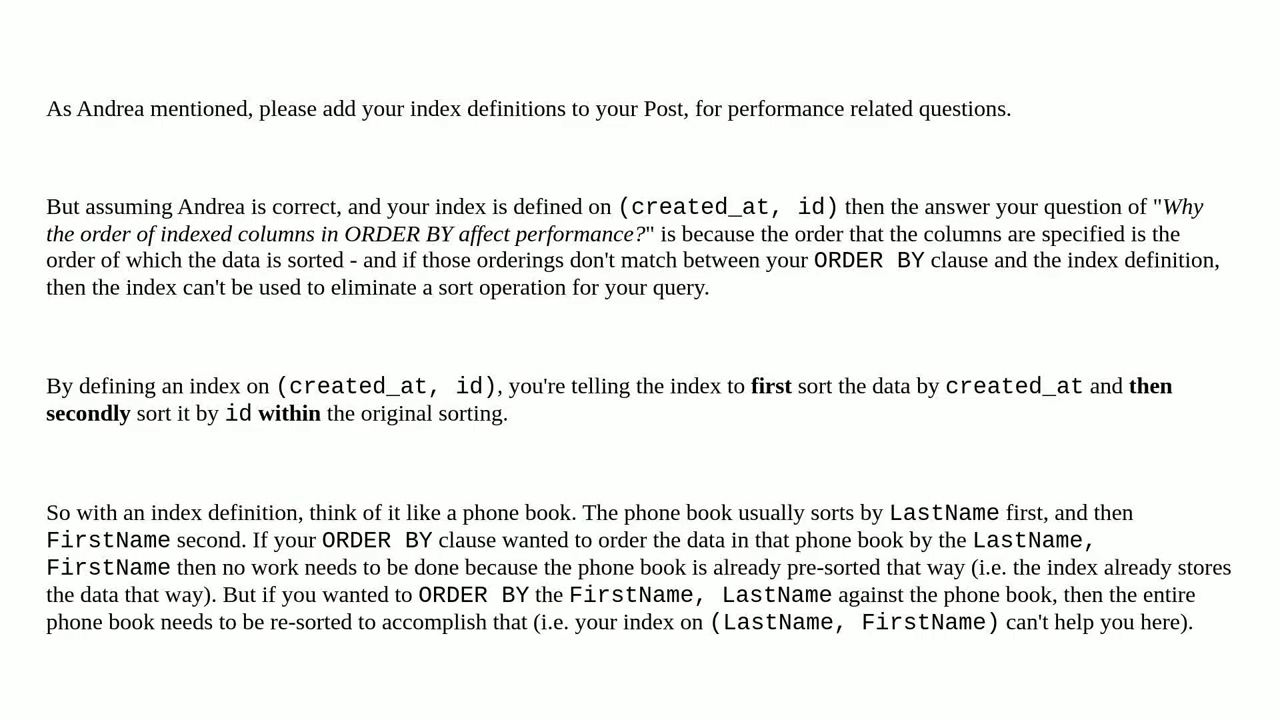 As Andrea mentioned, please add your index definitions to your Post, for performance related questions.
But assuming Andrea is correct, and your index is defined on (created_at, id) then the answer your question of "Why
the order of indexed columns in ORDER BY affect performance?" is because the order that the columns are specified is the
order of which the data is sorted - and if those orderings don't match between your ORDER BY clause and the index definition,
then the index can't be used to eliminate a sort operation for your query.
By defining an index on (created_at, id), you're telling the index to first sort the data by created_at and then
secondly sort it by id within the original sorting.
So with an index definition, think of it like a phone book. The phone book usually sorts by LastName first, and then
FirstName second. If your ORDER BY clause wanted to order the data in that phone book by the LastName,
FirstName then no work needs to be done because the phone book is already pre-sorted that way (i.e. the index already stores
the data that way). But if you wanted to ORDER BY the FirstName, LastName against the phone book, then the entire
phone book needs to be re-sorted to accomplish that (i.e. your index on (LastName, FirstName) can't help you here).